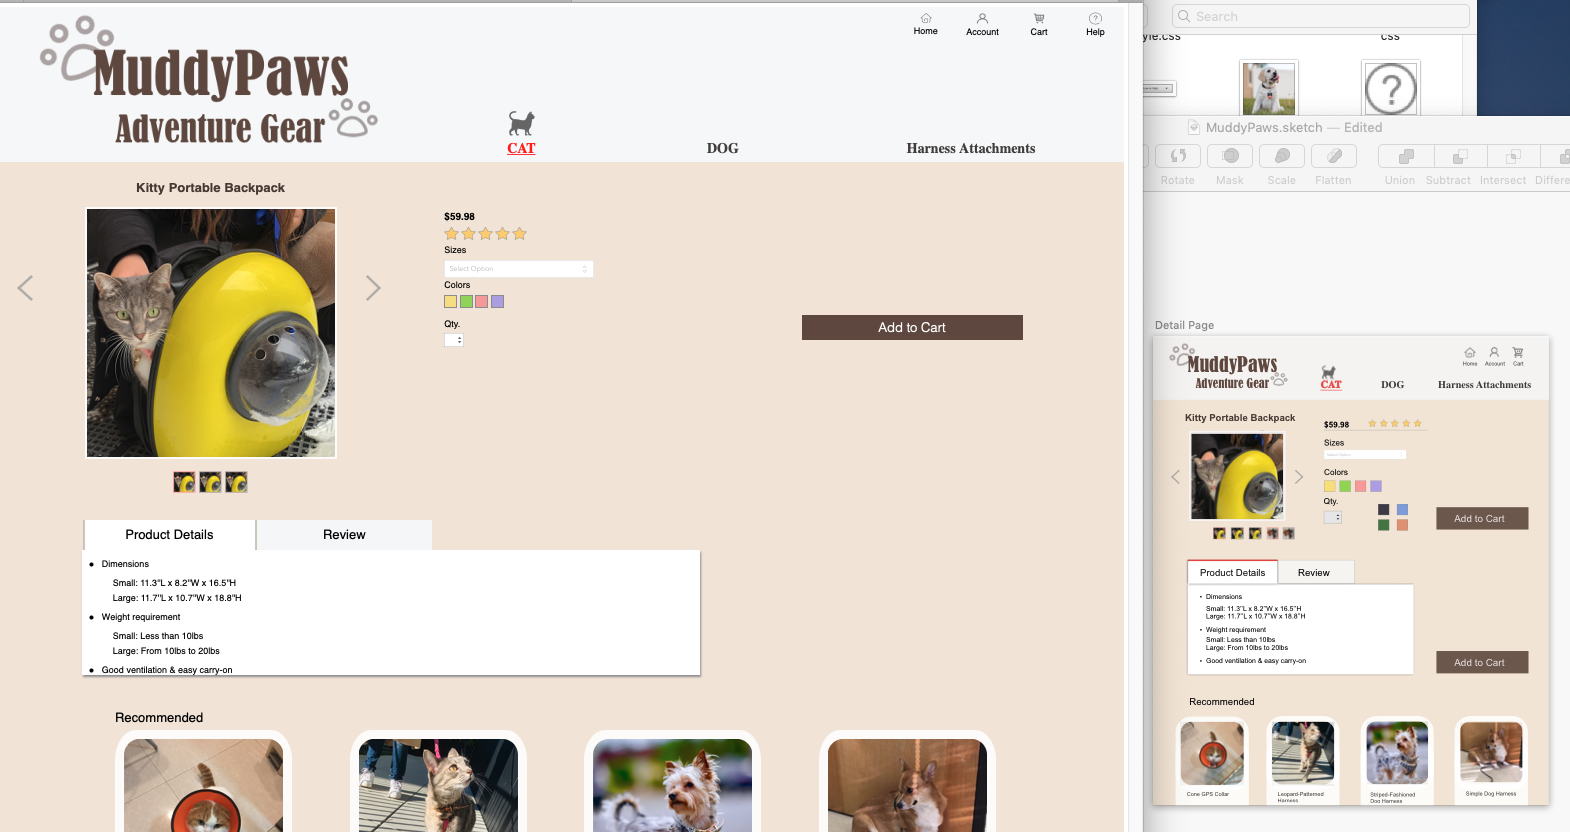 Home
Account
Cart
Help
MuddyPaws
Adventure Gear
CAT
DOG
Harness Attachments
Kitty Portable Backpack
$59.98
Sizes
Select Option
Colors
Qty.
Add to Cart
Product Details
Review
Dimensions
Small: 11.3"L x 8.2"W x 16.5"H
Large: 11.7"L x 10.7"W x 18.8"H
Weight requirement
Small: Less than 10lbs
Large: From 10lbs to 20lbs
Good ventilation & easy carry-on
Recommended
Search
yle.css
css
?
MuddyPaws.sketch — Edited
Rotate
Mask
Scale
Flatten
Union
Subtract
Intersect
Differe
Detail Page
MuddyPaws
Adventure Gear
Home
Account
Cart
CAT
DOG
Harness Attachments
Kitty Portable Backpack
$59.98
Sizes
Select Option
Colors
Qty.
Add to Cart
Product Details
Review
Dimensions
Small: 11.3"L x 8.2"W x 16.5"H
Large: 11.7"L x 10.7"W x 18.8"H
Weight requirement
Small: Less than 10lbs
Large: From 10lbs to 20lbs
Good ventilation & easy carry-on
Add to Cart
Recommended
Cone GPS Collar
Leopard-Patterned
Harness
Striped-Fashioned
Dog Harness
Simple Dog Harness